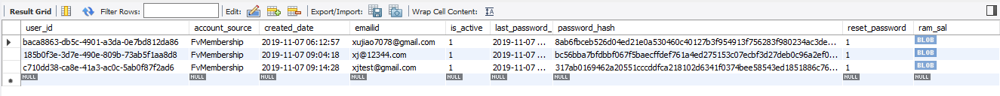 Result Grid Filter Rows: Edit: Export/Import: Wrap Cell Content:
user_id account_source created_date emailid is_active last_password_ password_hash reset_password ram_sal
baca8863-db5c-4901-a3da-0e7bd812da86 FvMembership 2019-11-07 06:12:57 xujiao7078@gmail.com 1 2019-11-07 ... 8ab6fbceb526d04ed21e0a530460c40127b3f954913f756283f980234ac3de... 1 BLOB
185b0f3e-3d7e-490e-809b-73ab5f1aa8d8 FvMembership 2019-11-07 09:04:18 xj@12344.com 1 2019-11-07 ... bc56bba7bfdbbf067f5baecffdef761a4ed275153c07ecbf3d27deb0c96a2ef0... 1 BLOB
c710dd38-ca8e-41a3-ac0c-5ab0f87f2ad6 FvMembership 2019-11-07 09:14:28 xjtest@gmail.com 1 2019-11-07 ... 317ab0169462a20551cccddfca218102d6341f0374bee58543ed1851886c76... 1 BLOB
NULL NULL NULL NULL NULL NULL NULL NULL NULL